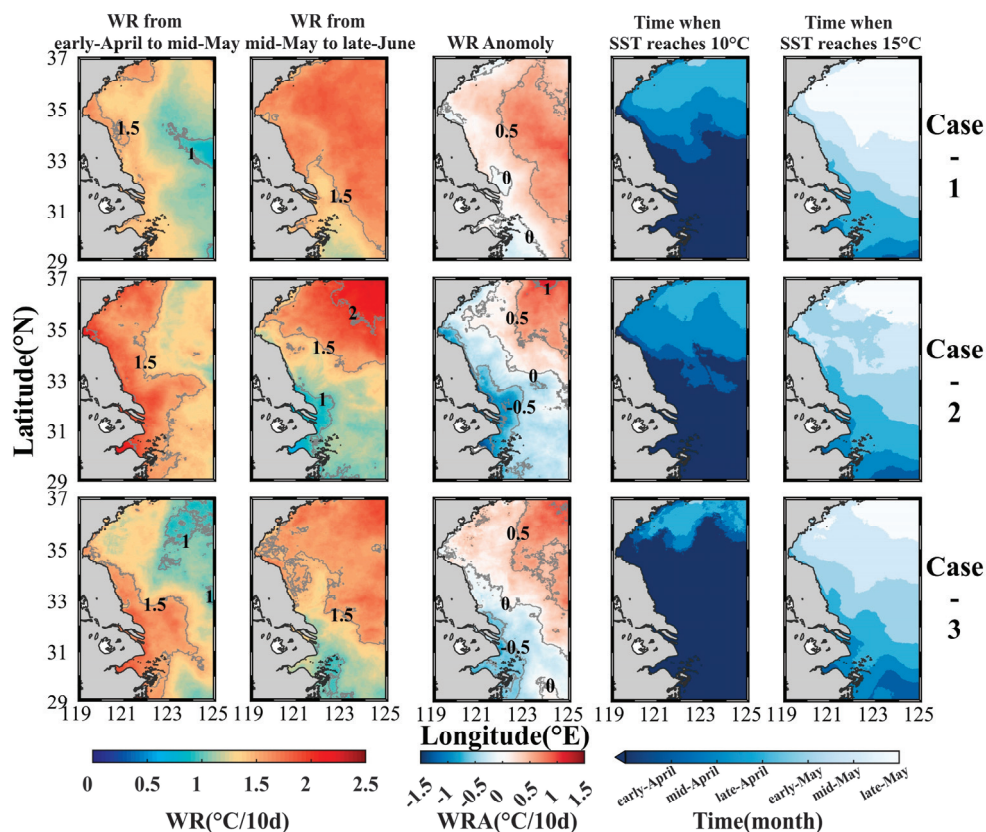 WR from
early-April to mid-May
WR from
mid-May to late-June
WR Anomoly
Time when
SST reaches 10°C
Time when
SST reaches 15°C
37
35
33
31
29
1.5
1
1.5
0.5
0
0
Case
-
1
37
35
33
31
29
1.5
2
1.5
1
1
0.5
0
-0.5
Case
-
2
37
35
33
31
29
1
1.5
1
1.5
0.5
0
-0.5
0
Case
-
3
Latitude(°N)
119 121 123 125
119 121 123 125
119 121 123 125
119 121 123 125
119 121 123 125
Longitude(°E)
0 0.5 1 1.5 2 2.5
WR(°C/10d)
-1.5 -1 -0.5 0 0.5 1 1.5
WRA(°C/10d)
early-April mid-April late-April early-May mid-May late-May
Time(month)